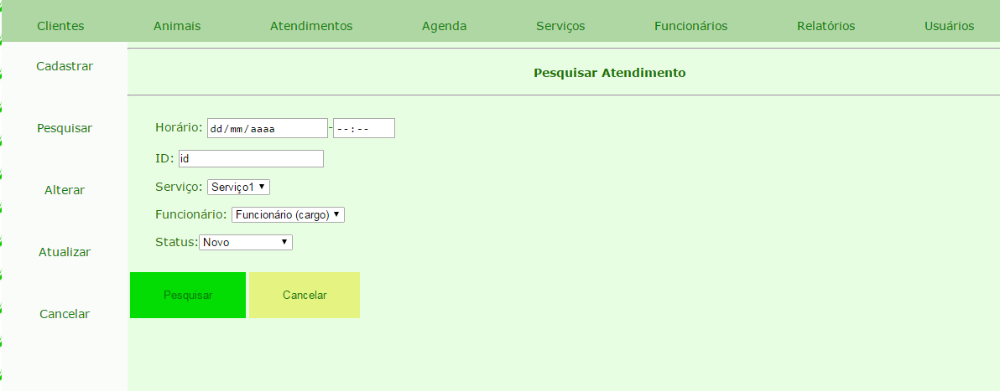 Clientes Animais Atendimentos Agenda Serviços Funcionários Relatórios Usuários
Cadastrar
Pesquisar
Alterar
Atualizar
Cancelar
Pesquisar Atendimento
Horário: dd/mm/aaaa - --:--
ID: id
Serviço: Serviço1
Funcionário: Funcionário (cargo)
Status: Novo
Pesquisar Cancelar